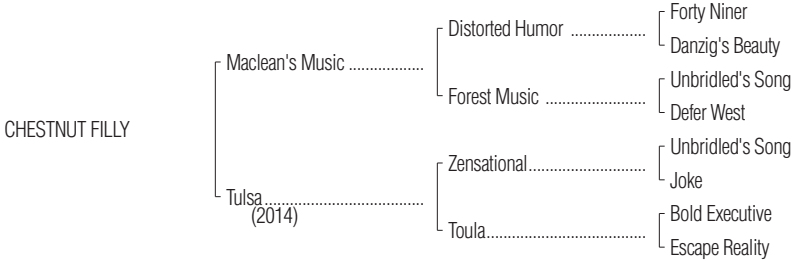 Forty Niner
Distorted Humor ..................
Danzig's Beauty
Maclean's Music ..................
Unbridled's Song
Forest Music ........................
Defer West
CHESTNUT FILLY
Unbridled's Song
Zensational............................
Joke
Tulsa......................................
(2014)
Bold Executive
Toula......................................
Escape Reality